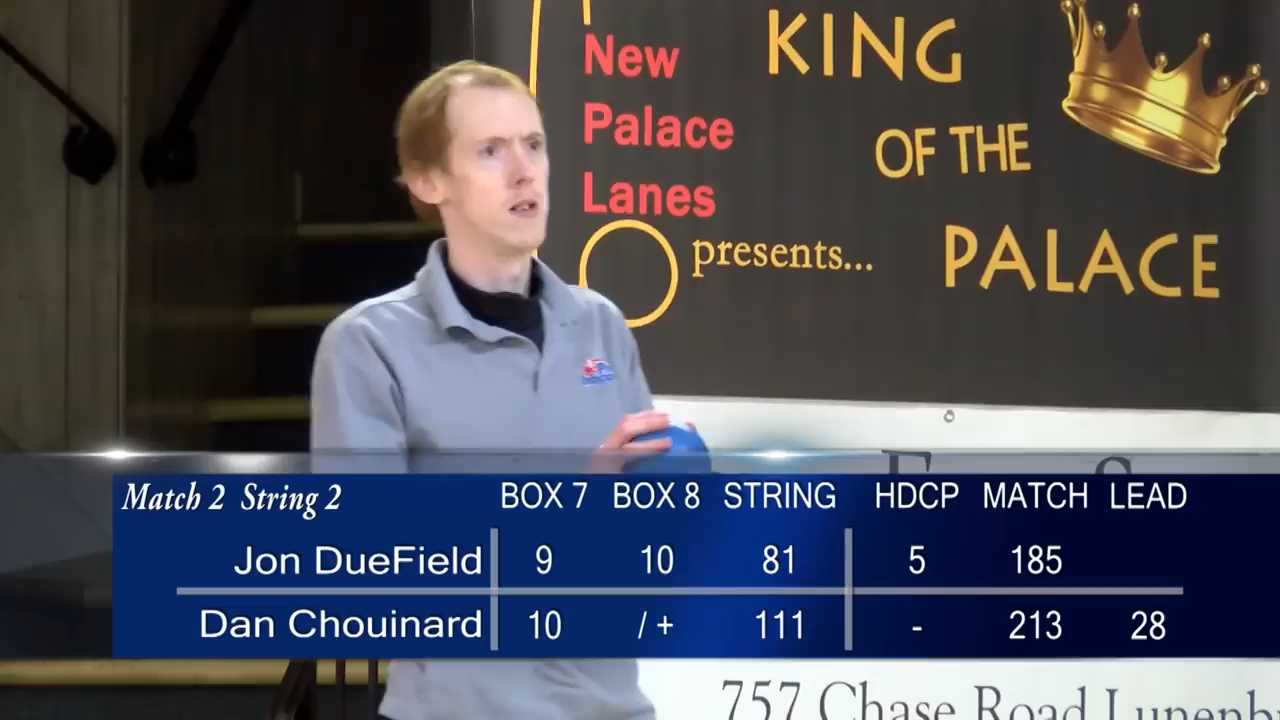 New
Palace
Lanes
presents...
KING
OF THE
PALACE
Match 2 String 2 BOX 7 BOX 8 STRING HDCP MATCH LEAD
Jon DueField 9 10 81 5 185
Dan Chouinard 10 / + 111 - 213 28
757 Chase Road